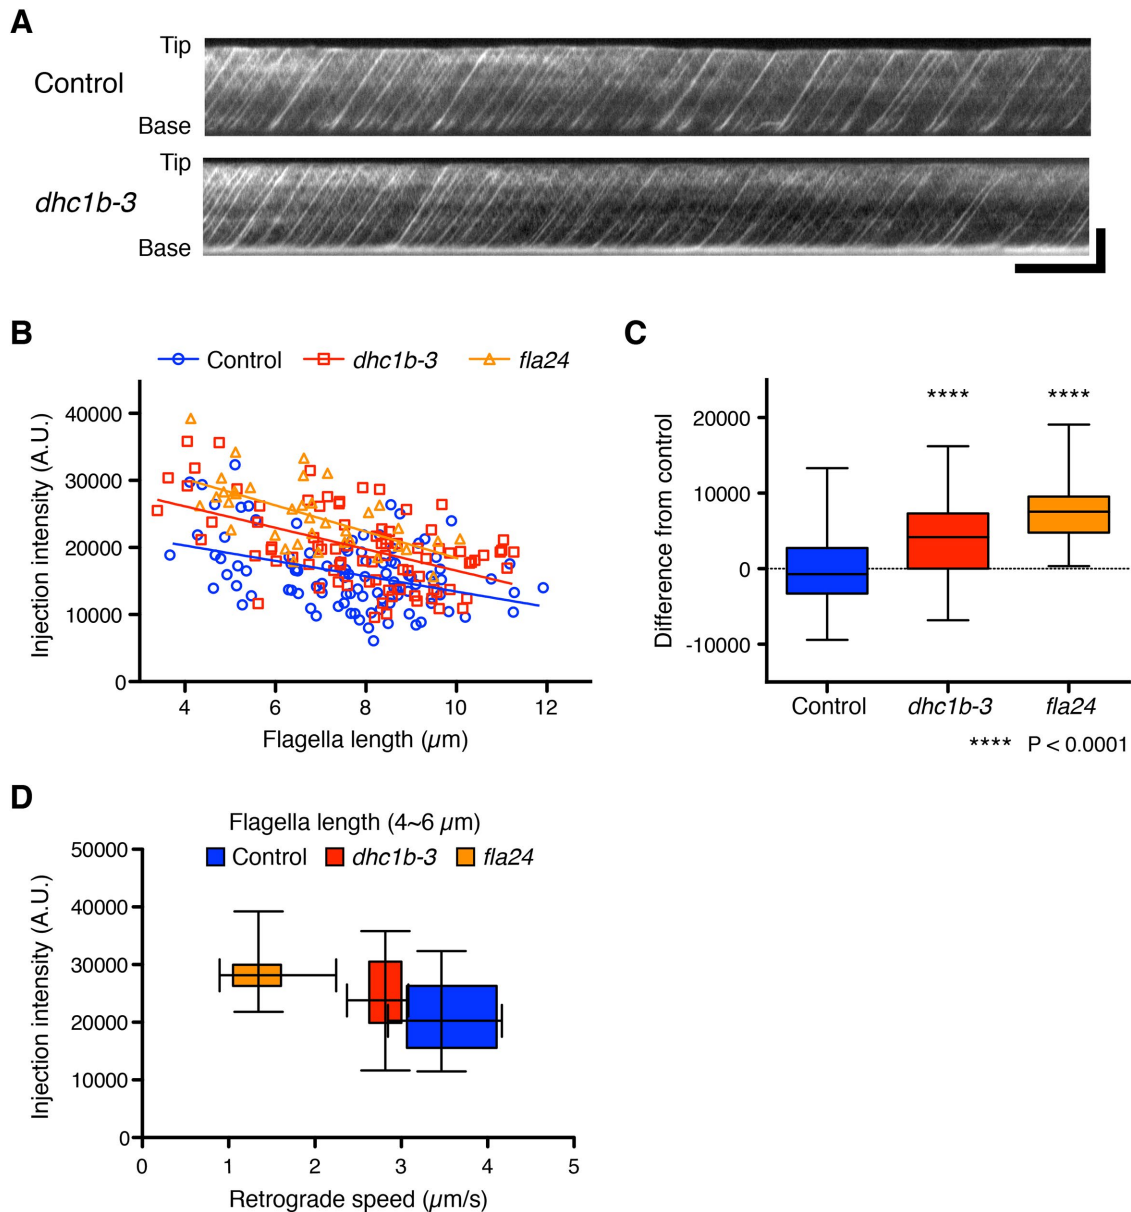 A
Tip
Control
Base
Tip
dhc1b-3
Base
B
Control dhc1b-3 fla24
Injection intensity (A.U.)
40000
30000
20000
10000
0
4 6 8 10 12
Flagella length (µm)
C
Difference from control
20000
10000
0
-10000
**** ****
Control dhc1b-3 fla24
**** P < 0.0001
D
Flagella length (4~6 µm)
Control dhc1b-3 fla24
Injection intensity (A.U.)
50000
40000
30000
20000
10000
0
0 1 2 3 4 5
Retrograde speed (µm/s)